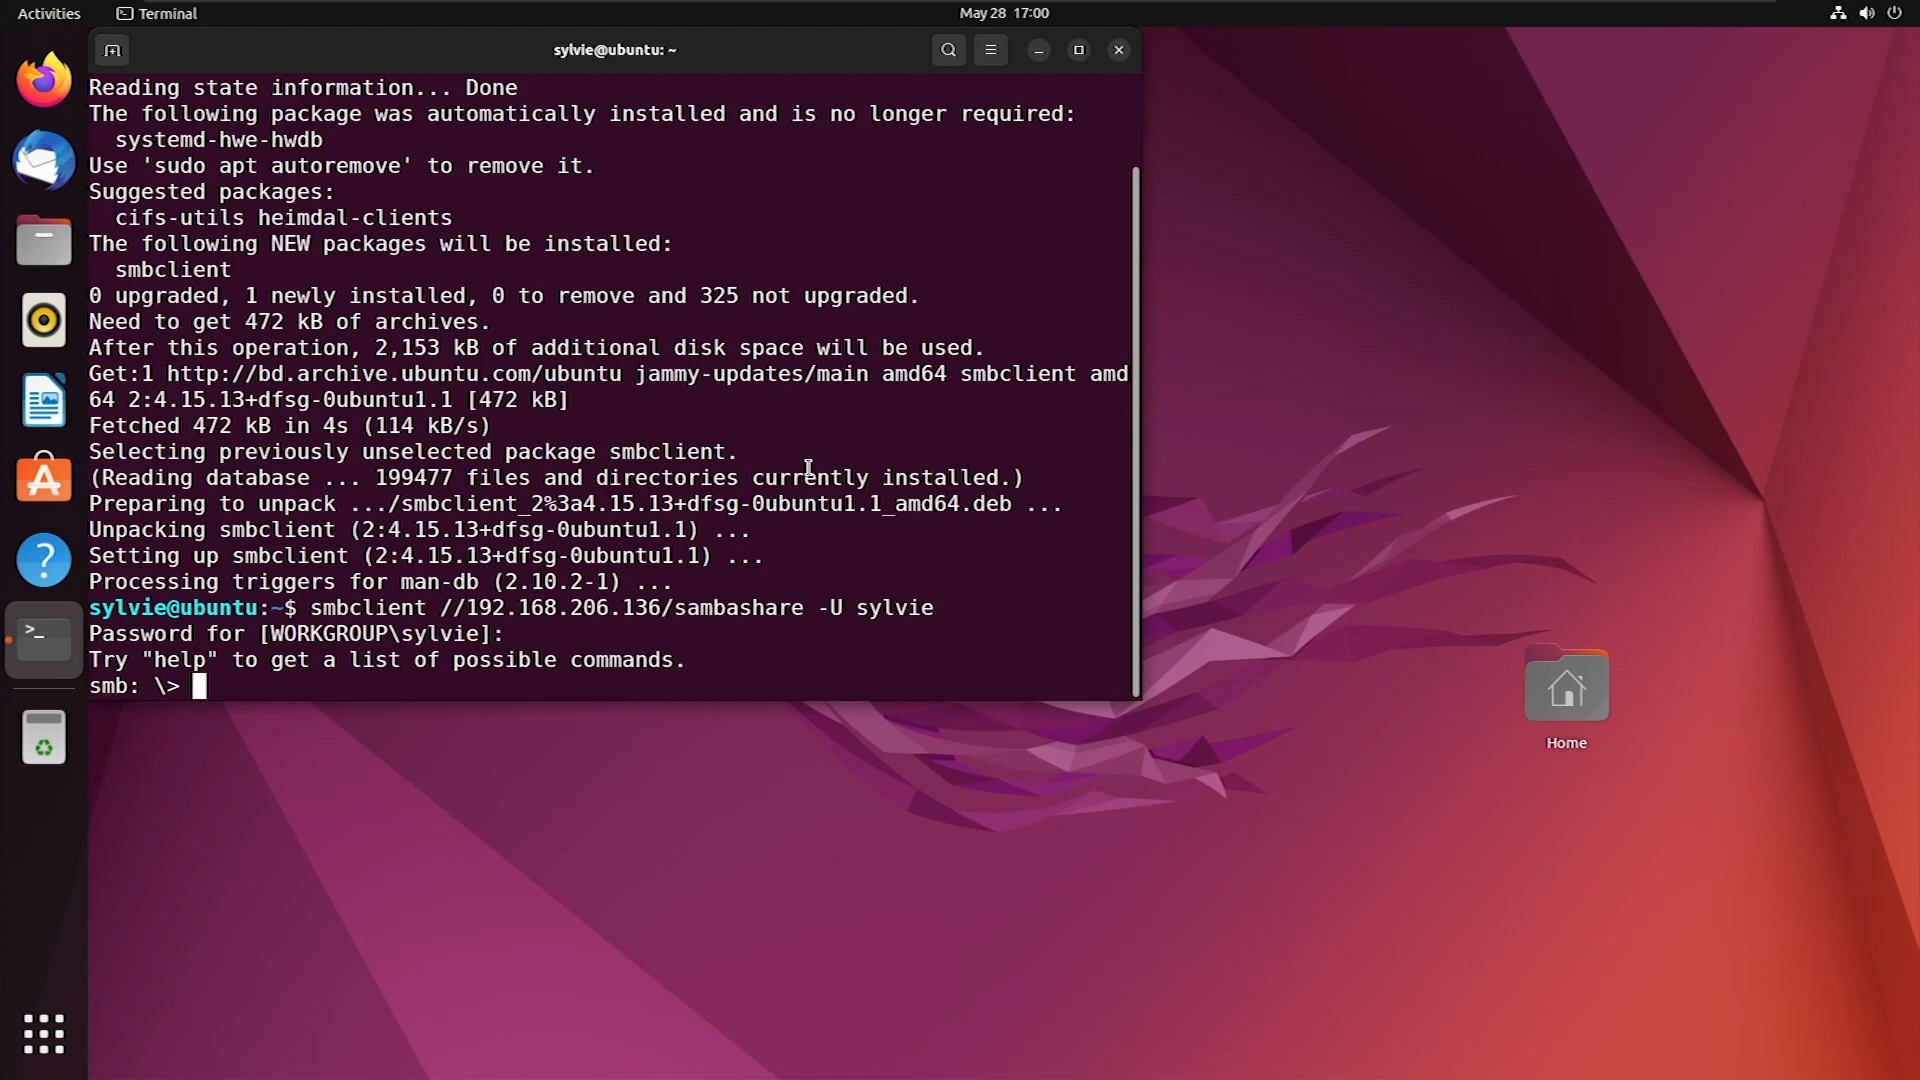 Activities
Terminal
May 28 17:00
sylvie@ubuntu: ~
Reading state information... Done
The following package was automatically installed and is no longer required:
  systemd-hwe-hwdb
Use 'sudo apt autoremove' to remove it.
Suggested packages:
  cifs-utils heimdal-clients
The following NEW packages will be installed:
  smbclient
0 upgraded, 1 newly installed, 0 to remove and 325 not upgraded.
Need to get 472 kB of archives.
After this operation, 2,153 kB of additional disk space will be used.
Get:1 http://bd.archive.ubuntu.com/ubuntu jammy-updates/main amd64 smbclient amd
64 2:4.15.13+dfsg-0ubuntu1.1 [472 kB]
Fetched 472 kB in 4s (114 kB/s)
Selecting previously unselected package smbclient.
(Reading database ... 199477 files and directories currently installed.)
Preparing to unpack .../smbclient_2%3a4.15.13+dfsg-0ubuntu1.1_amd64.deb ...
Unpacking smbclient (2:4.15.13+dfsg-0ubuntu1.1) ...
Setting up smbclient (2:4.15.13+dfsg-0ubuntu1.1) ...
Processing triggers for man-db (2.10.2-1) ...
sylvie@ubuntu:~$ smbclient //192.168.206.136/sambashare -U sylvie
Password for [WORKGROUP\sylvie]:
Try "help" to get a list of possible commands.
smb: \>
Home